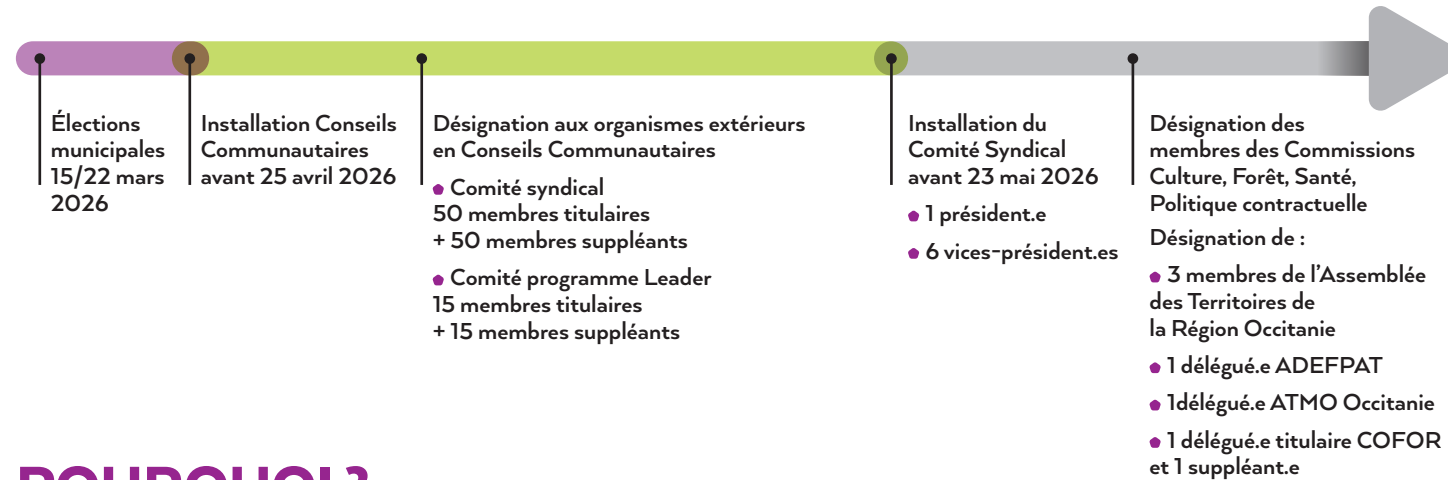 Élections
municipales
15/22 mars
2026
Installation Conseils
Communautaires
avant 25 avril 2026
Désignation aux organismes extérieurs
en Conseils Communautaires
Comité syndical
50 membres titulaires
+ 50 membres suppléants
Comité programme Leader
15 membres titulaires
+ 15 membres suppléants
Installation du
Comité Syndical
avant 23 mai 2026
1 président.e
6 vices-président.es
Désignation des
membres des Commissions
Culture, Forêt, Santé,
Politique contractuelle
Désignation de :
3 membres de l'Assemblée
des Territoires de
la Région Occitanie
1 délégué.e ADEFPAT
1délégué.e ATMO Occitanie
1 délégué.e titulaire COFOR
et 1 suppléant.e
POURQUOI ?